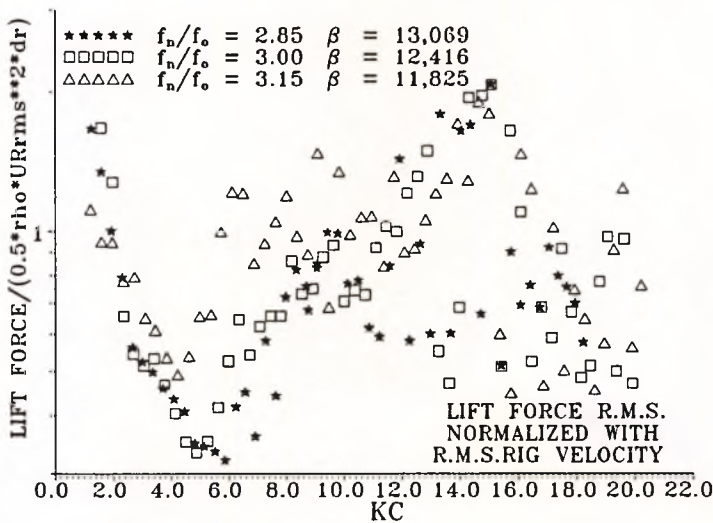 ★★★★★ fₙ/fₒ = 2.85 β = 13,069
□□□□ fₙ/fₒ = 3.00 β = 12,416
△△△△△ fₙ/fₒ = 3.15 β = 11,825
LIFT FORCE/(0.5*rho*URrms**2*dr)
1
LIFT FORCE R.M.S.
NORMALIZED WITH
R.M.S.RIG VELOCITY
0.0 2.0 4.0 6.0 8.0 10.0 12.0 14.0 16.0 18.0 20.0 22.0
KC